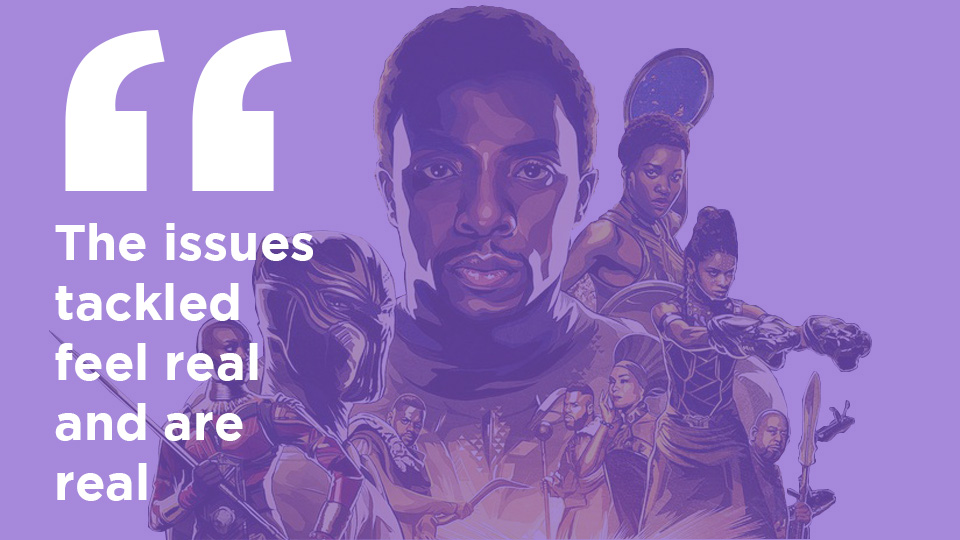 “
The issues
tackled
feel real
and are
real